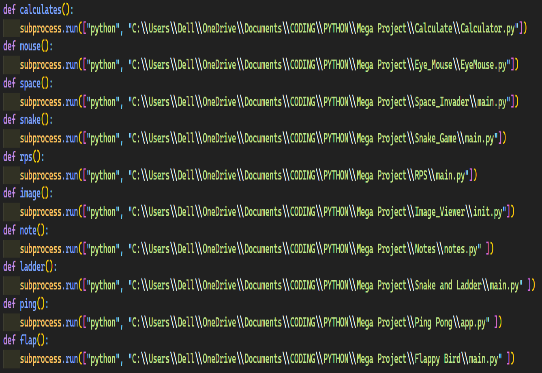 def calculates():
    subprocess.run(["python", "C:\\Users\\Dell\\OneDrive\\Documents\\CODING\\PYTHON\\Mega Project\\Calculate\\Calculator.py"])
def mouse():
    subprocess.run(["python", "C:\\Users\\Dell\\OneDrive\\Documents\\CODING\\PYTHON\\Mega Project\\Eye_Mouse\\EyeMouse.py"])
def space():
    subprocess.run(["python", "C:\\Users\\Dell\\OneDrive\\Documents\\CODING\\PYTHON\\Mega Project\\Space_Invader\\main.py"])
def snake():
    subprocess.run(["python", "C:\\Users\\Dell\\OneDrive\\Documents\\CODING\\PYTHON\\Mega Project\\Snake_Game\\main.py"])
def rps():
    subprocess.run(["python", "C:\\Users\\Dell\\OneDrive\\Documents\\CODING\\PYTHON\\Mega Project\\RPS\\main.py"])
def image():
    subprocess.run(["python", "C:\\Users\\Dell\\OneDrive\\Documents\\CODING\\PYTHON\\Mega Project\\Image_Viewer\\init.py"])
def note():
    subprocess.run(["python", "C:\\Users\\Dell\\OneDrive\\Documents\\CODING\\PYTHON\\Mega Project\\Notes\\notes.py" ])
def ladder():
    subprocess.run(["python", "C:\\Users\\Dell\\OneDrive\\Documents\\CODING\\PYTHON\\Mega Project\\Snake and Ladder\\main.py" ])
def ping():
    subprocess.run(["python", "C:\\Users\\Dell\\OneDrive\\Documents\\CODING\\PYTHON\\Mega Project\\Ping Pong\\app.py" ])
def flap():
    subprocess.run(["python", "C:\\Users\\Dell\\OneDrive\\Documents\\CODING\\PYTHON\\Mega Project\\Flappy Bird\\main.py" ])